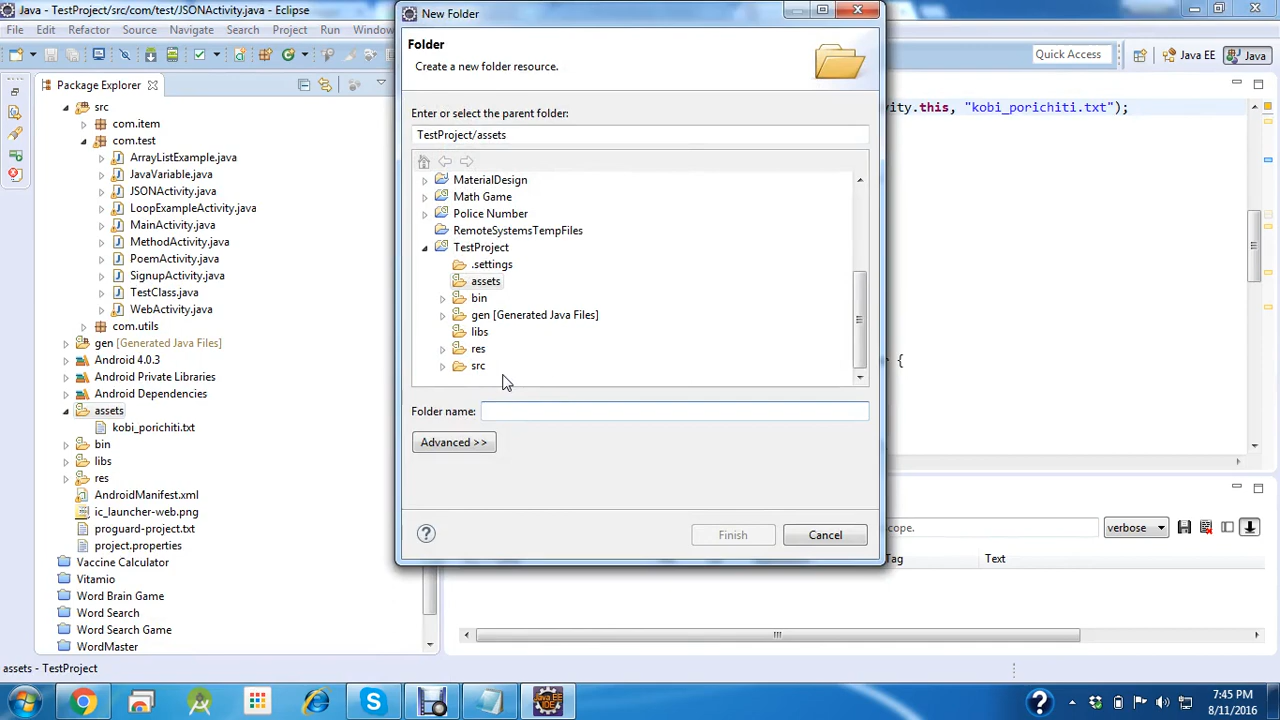 Java - TestProject/src/com/test/JSONActivity.java - Eclipse
File Edit Refactor Source Navigate Search Project Run Window
Quick Access
Java EE
Java
Package Explorer
src
com.item
com.test
ArrayListExample.java
JavaVariable.java
JSONActivity.java
LoopExampleActivity.java
MainActivity.java
MethodActivity.java
PoemActivity.java
SignupActivity.java
TestClass.java
WebActivity.java
com.utils
gen [Generated Java Files]
Android 4.0.3
Android Private Libraries
Android Dependencies
assets
kobi_porichiti.txt
bin
libs
res
AndroidManifest.xml
ic_launcher-web.png
proguard-project.txt
project.properties
Vaccine Calculator
Vitamio
Word Brain Game
Word Search
Word Search Game
WordMaster
assets - TestProject
New Folder
Folder
Create a new folder resource.
Enter or select the parent folder:
TestProject/assets
MaterialDesign
Math Game
Police Number
RemoteSystemsTempFiles
TestProject
.settings
assets
bin
gen [Generated Java Files]
libs
res
src
Folder name:
Advanced >>
Finish
Cancel
vity.this, "kobi_porichiti.txt");
{
scope.
verbose
Tag
Text
Java EE
IDE
7:45 PM
8/11/2016